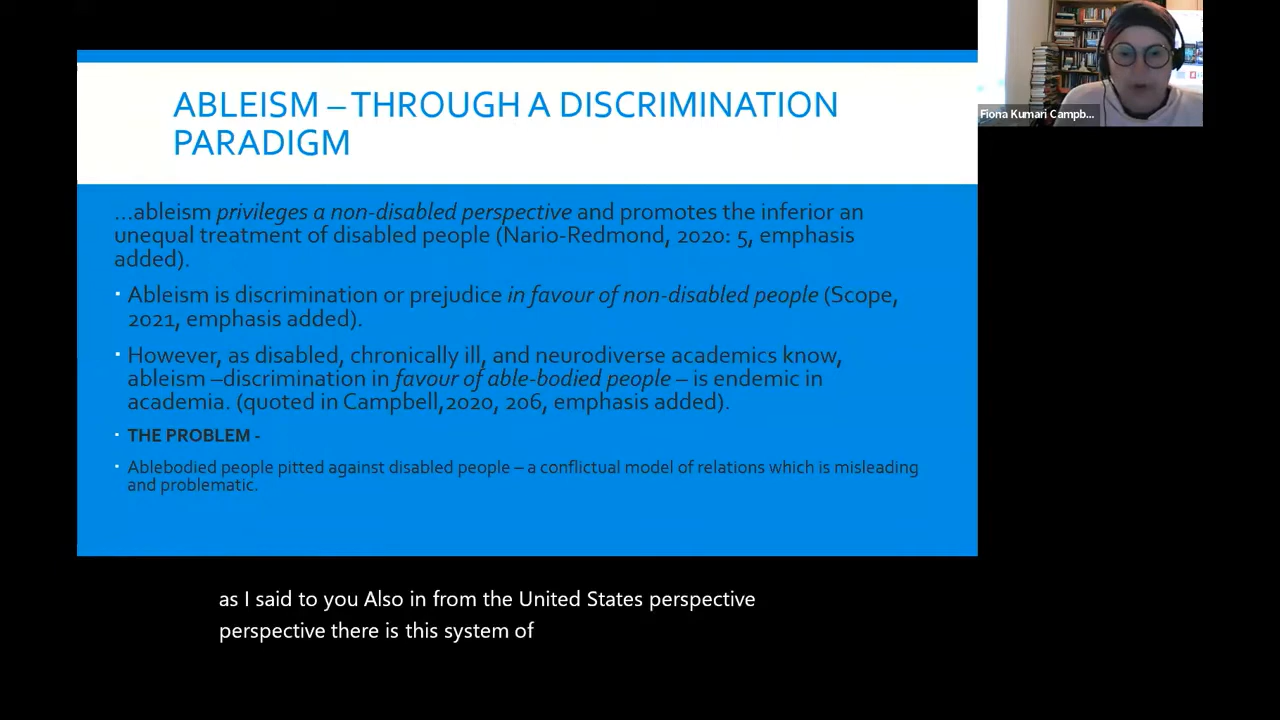 ABLEISM – THROUGH A DISCRIMINATION
PARADIGM
Fiona Kumari Campb...
...ableism privileges a non-disabled perspective and promotes the inferior an
unequal treatment of disabled people (Nario-Redmond, 2020: 5, emphasis
added).
▪ Ableism is discrimination or prejudice in favour of non-disabled people (Scope,
2021, emphasis added).
▪ However, as disabled, chronically ill, and neurodiverse academics know,
ableism –discrimination in favour of able-bodied people – is endemic in
academia. (quoted in Campbell,2020, 206, emphasis added).
▪ THE PROBLEM -
▪ Ablebodied people pitted against disabled people – a conflictual model of relations which is misleading
and problematic.
as I said to you Also in from the United States perspective
perspective there is this system of